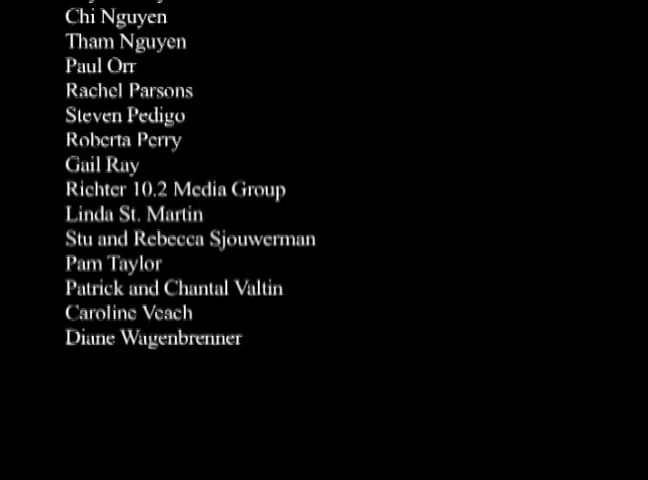 Chi Nguyen
Tham Nguyen
Paul Orr
Rachel Parsons
Steven Pedigo
Roberta Perry
Gail Ray
Richter 10.2 Media Group
Linda St. Martin
Stu and Rebecca Sjouwerman
Pam Taylor
Patrick and Chantal Valtin
Caroline Veach
Diane Wagenbrenner